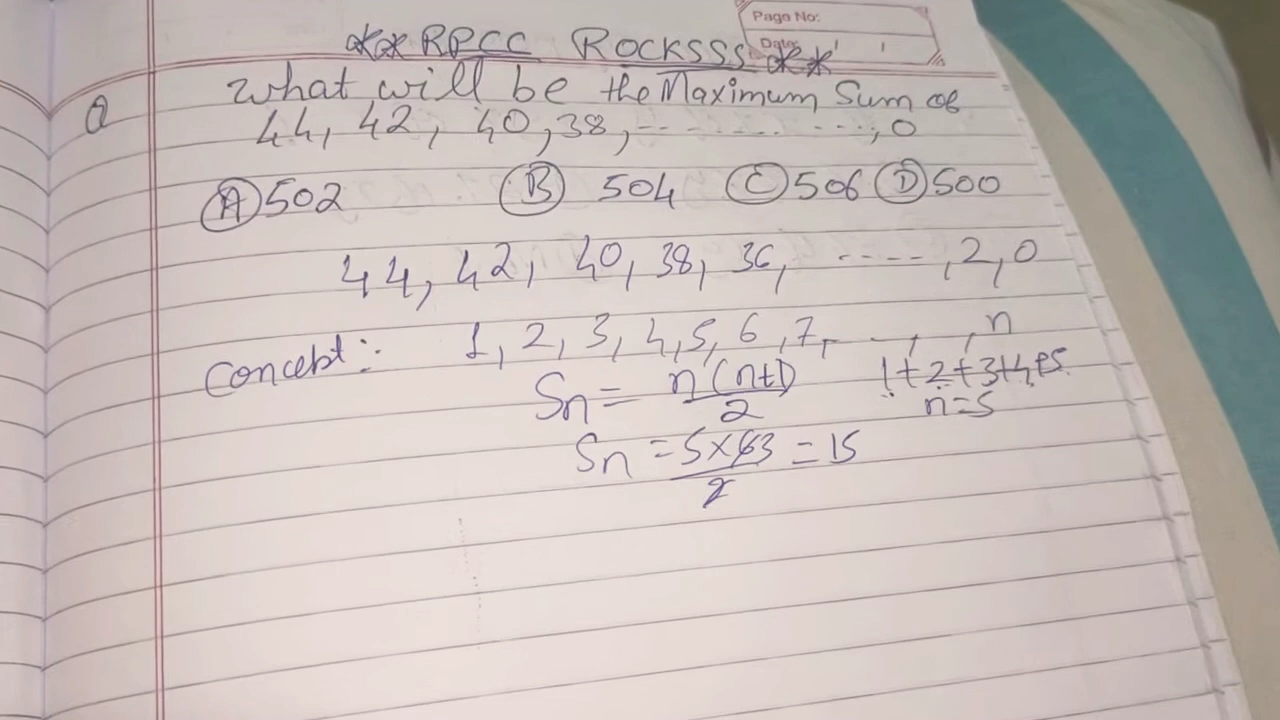 Page No:
Date:
** RPCC ROCKSSS **
Q What will be the Maximum Sum of
44, 42, 40, 38, -- ... ..., 0
(A) 502 (B) 504 (C) 506 (D) 500
44, 42, 40, 38, 36, ----, 2, 0
Concept:- 1, 2, 3, 4, 5, 6, 7, - -, , n
Sn = n(n+1)/2 1+2+3+4+5
n=5
Sn = 5×63/2 = 15